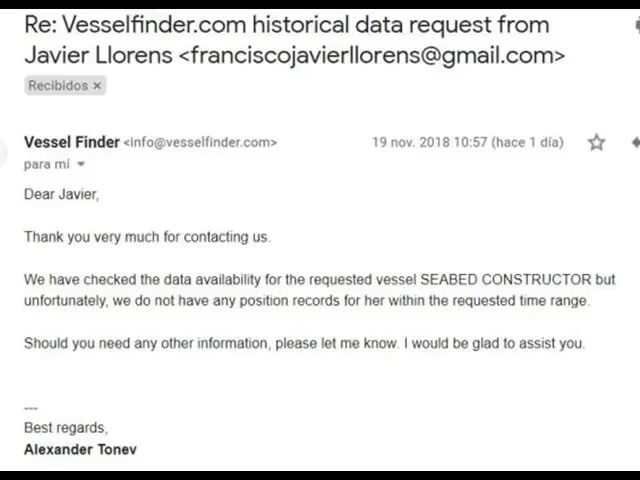 Re: Vesselfinder.com historical data request from
Javier Llorens <franciscojavierllorens@gmail.com>
Recibidos ×
Vessel Finder <info@vesselfinder.com> 19 nov. 2018 10:57 (hace 1 día)
para mí
Dear Javier,
Thank you very much for contacting us.
We have checked the data availability for the requested vessel SEABED CONSTRUCTOR but
unfortunately, we do not have any position records for her within the requested time range.
Should you need any other information, please let me know. I would be glad to assist you.
---
Best regards,
Alexander Tonev